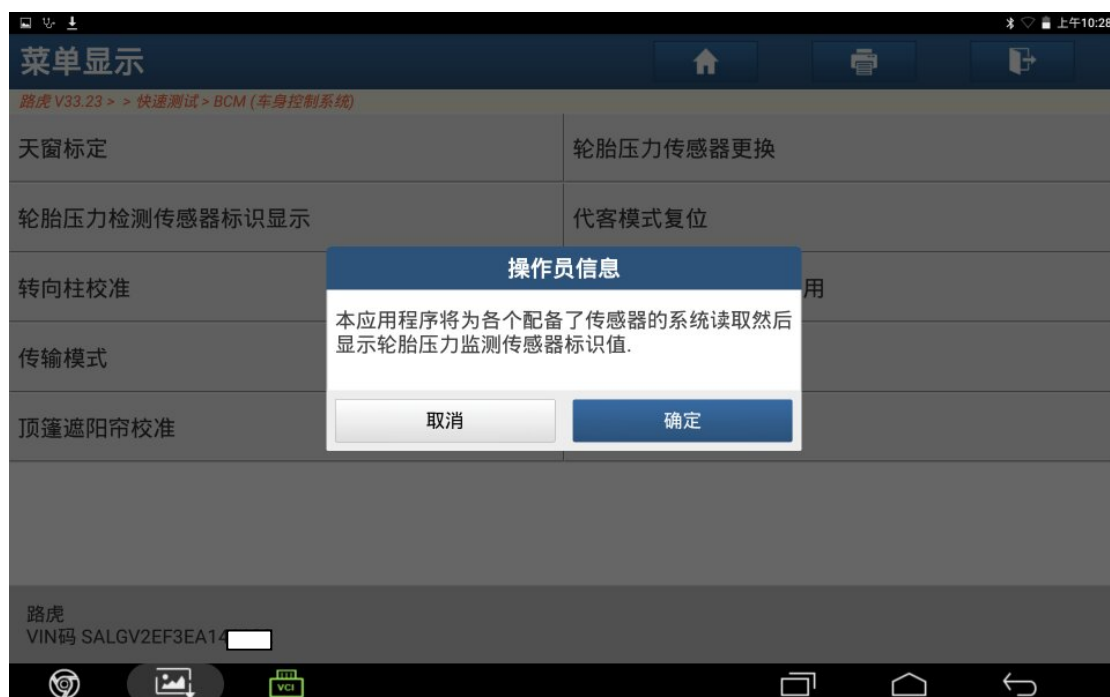 上午10:28
菜单显示
路虎 V33.23 > > 快速测试 > BCM (车身控制系统)
天窗标定
轮胎压力传感器更换
轮胎压力检测传感器标识显示
代客模式复位
操作员信息
转向柱校准
用
本应用程序将为各个配备了传感器的系统读取然后
显示轮胎压力监测传感器标识值.
传输模式
取消
确定
顶篷遮阳帘校准
路虎
VIN码 SALGV2EF3EA14
VCI